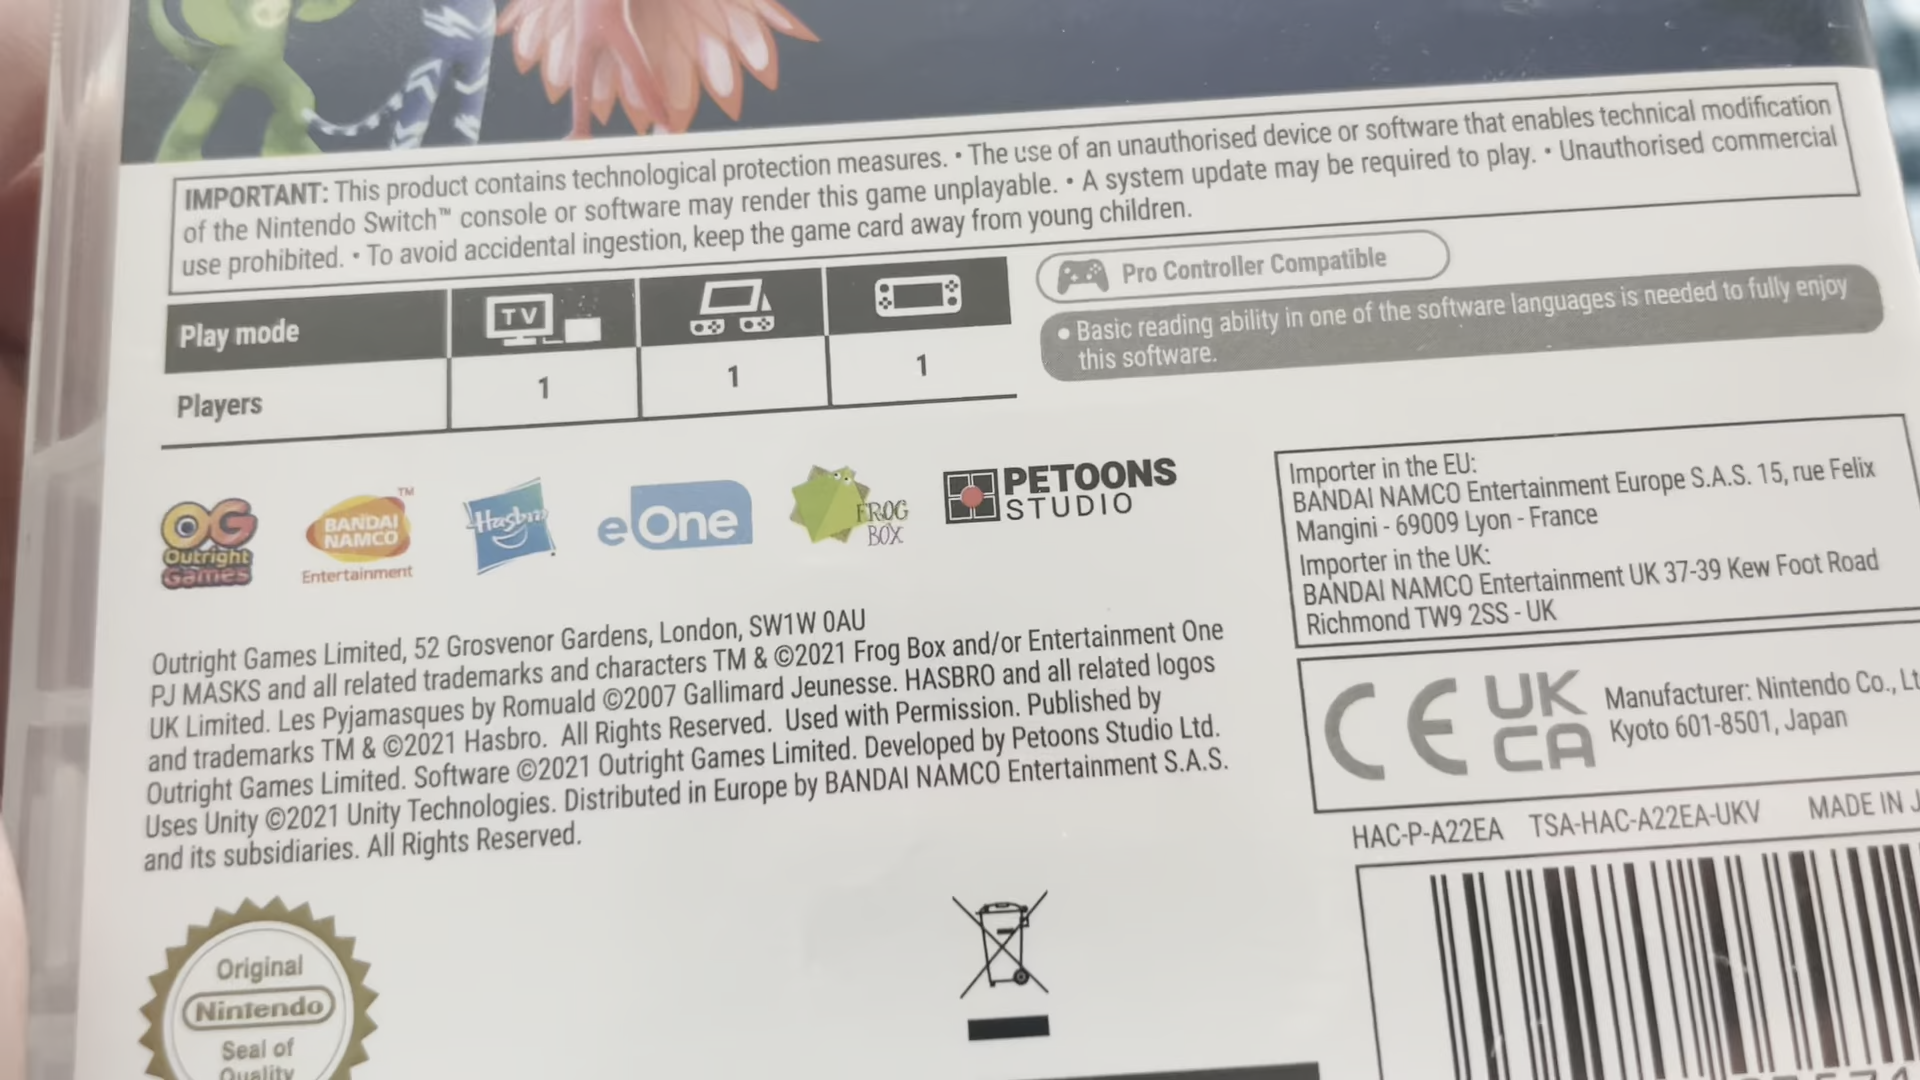 IMPORTANT: This product contains technological protection measures. • The use of an unauthorised device or software that enables technical modification
of the Nintendo Switch™ console or software may render this game unplayable. • A system update may be required to play. • Unauthorised commercial
use prohibited. • To avoid accidental ingestion, keep the game card away from young children.
Play mode
TV
Players
1
1
1
Pro Controller Compatible
• Basic reading ability in one of the software languages is needed to fully enjoy
this software.
OG
Outright
Games
BANDAI
NAMCO
TM
Entertainment
Hasbro
eOne
FROG
BOX
PETOONS
STUDIO
Importer in the EU:
BANDAI NAMCO Entertainment Europe S.A.S. 15, rue Felix
Mangini - 69009 Lyon - France
Importer in the UK:
BANDAI NAMCO Entertainment UK 37-39 Kew Foot Road
Richmond TW9 2SS - UK
Outright Games Limited, 52 Grosvenor Gardens, London, SW1W 0AU
PJ MASKS and all related trademarks and characters TM & ©2021 Frog Box and/or Entertainment One
UK Limited. Les Pyjamasques by Romuald ©2007 Gallimard Jeunesse. HASBRO and all related logos
and trademarks TM & ©2021 Hasbro. All Rights Reserved. Used with Permission. Published by
Outright Games Limited. Software ©2021 Outright Games Limited. Developed by Petoons Studio Ltd.
Uses Unity ©2021 Unity Technologies. Distributed in Europe by BANDAI NAMCO Entertainment S.A.S.
and its subsidiaries. All Rights Reserved.
CE
UK
CA
Manufacturer: Nintendo Co., Lt
Kyoto 601-8501, Japan
HAC-P-A22EA TSA-HAC-A22EA-UKV MADE IN J
Original
Nintendo
Seal of
Quality